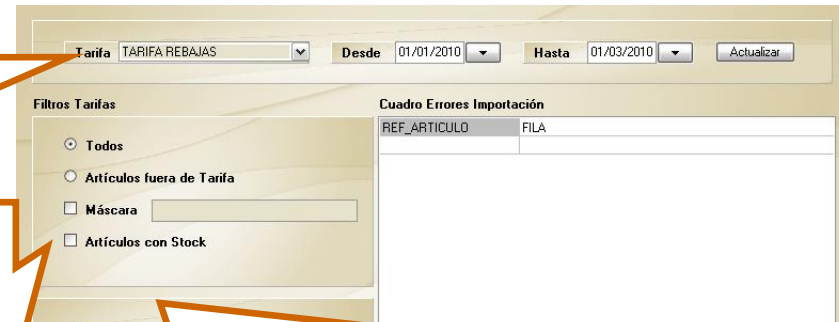 Tarifa TARIFA REBAJAS Desde 01/01/2010 Hasta 01/03/2010 Actualizar
Filtros Tarifas
Todos
Artículos fuera de Tarifa
Máscara
Artículos con Stock
Cuadro Errores Importación
REF_ARTICULO FILA